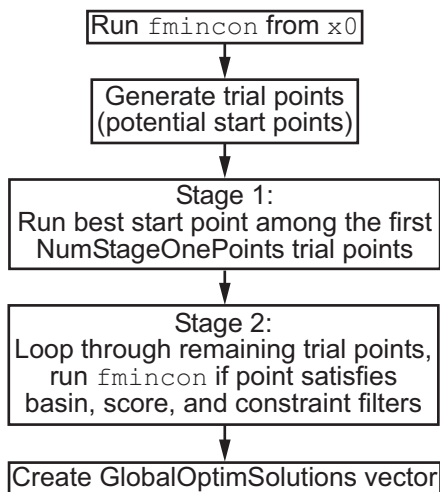 Run fmincon from x0
Generate trial points
(potential start points)
Stage 1:
Run best start point among the first
NumStageOnePoints trial points
Stage 2:
Loop through remaining trial points,
run fmincon if point satisfies
basin, score, and constraint filters
Create GlobalOptimSolutions vector